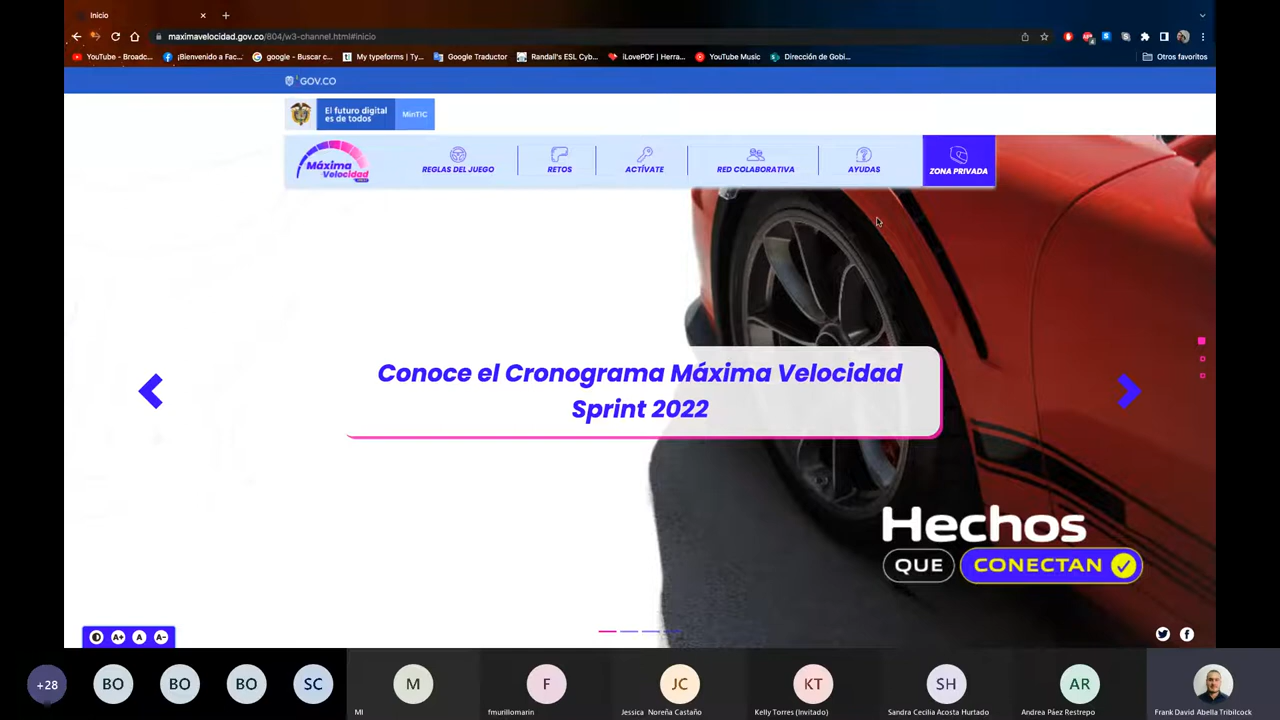 Inicio
maximavelocidad.gov.co/804/w3-channel.html#inicio
YouTube - Broadc...
¡Bienvenido a Fac...
google - Buscar c...
My typeforms | Ty...
Google Traductor
Randall's ESL Cyb...
iLovePDF | Herra...
YouTube Music
Dirección de Gobi...
Otros favoritos
GOV.CO
El futuro digital
es de todos
MinTIC
Máxima
Velocidad
REGLAS DEL JUEGO
RETOS
ACTÍVATE
RED COLABORATIVA
AYUDAS
ZONA PRIVADA
Conoce el Cronograma Máxima Velocidad
Sprint 2022
Hechos
QUE CONECTAN
A+ A A-
+28
BO
BO
BO
SC
M
F
JC
KT
SH
AR
MI
fmurillomarin
Jessica Noreña Castaño
Kelly Torres (Invitado)
Sandra Cecilia Acosta Hurtado
Andrea Páez Restrepo
Frank David Abella Tribilcock